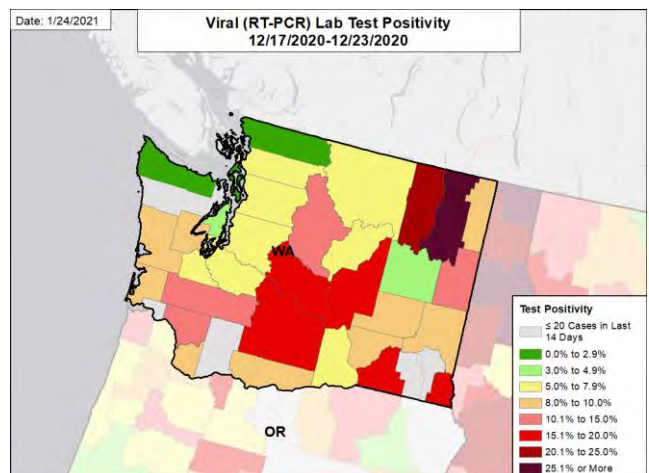 Date: 1/24/2021
Viral (RT-PCR) Lab Test Positivity
12/17/2020-12/23/2020
WA
OR
Test Positivity
≤ 20 Cases in Last
14 Days
0.0% to 2.9%
3.0% to 4.9%
5.0% to 7.9%
8.0% to 10.0%
10.1% to 15.0%
15.1% to 20.0%
20.1% to 25.0%
25.1% or More